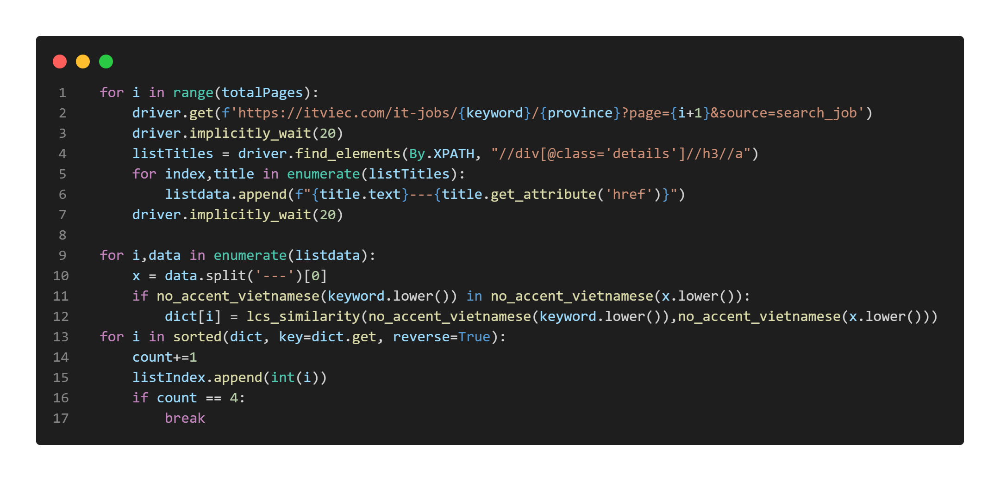 1 for i in range(totalPages):
2     driver.get(f'https://itviec.com/it-jobs/{keyword}/{province}?page={i+1}&source=search_job')
3     driver.implicitly_wait(20)
4     listTitles = driver.find_elements(By.XPATH, "//div[@class='details']//h3//a")
5     for index,title in enumerate(listTitles):
6         listdata.append(f"{title.text}---{title.get_attribute('href')}")
7     driver.implicitly_wait(20)
8
9 for i,data in enumerate(listdata):
10     x = data.split('---')[0]
11     if no_accent_vietnamese(keyword.lower()) in no_accent_vietnamese(x.lower()):
12         dict[i] = lcs_similarity(no_accent_vietnamese(keyword.lower()),no_accent_vietnamese(x.lower()))
13 for i in sorted(dict, key=dict.get, reverse=True):
14     count+=1
15     listIndex.append(int(i))
16     if count == 4:
17         break